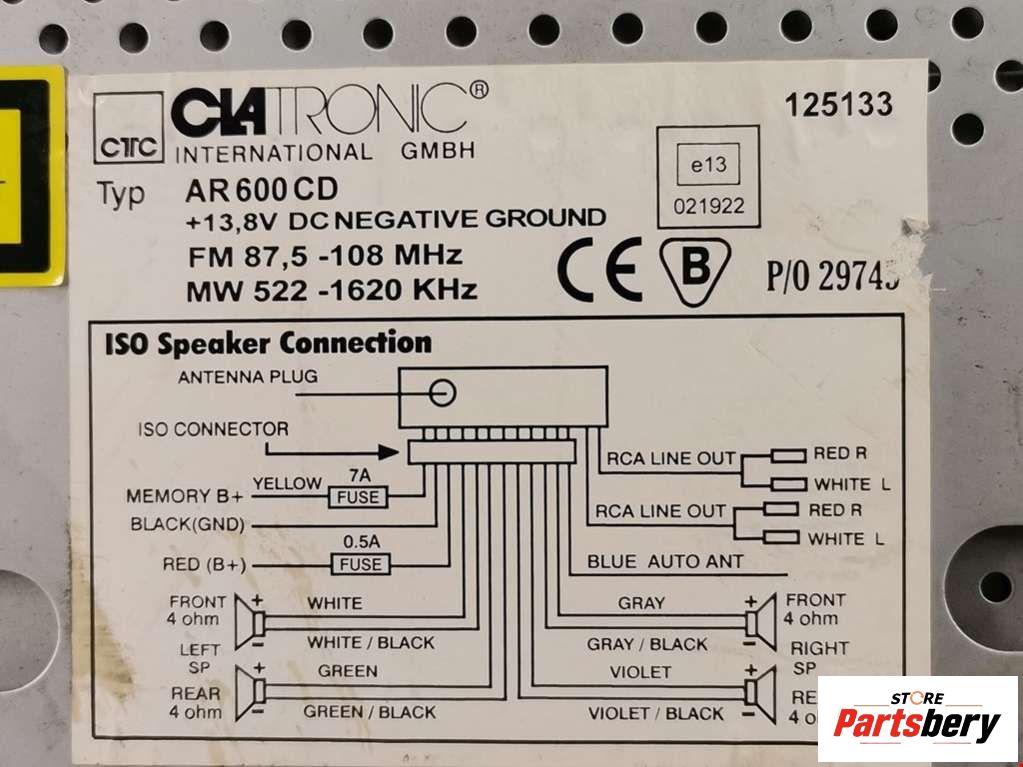 CTC
CLATRONIC®
INTERNATIONAL GMBH
125133
Typ AR 600 CD
+13,8V DC NEGATIVE GROUND
FM 87,5 -108 MHz
MW 522 -1620 KHz
e13
021922
CE
B
P/O 29745
ISO Speaker Connection
ANTENNA PLUG
ISO CONNECTOR
MEMORY B+
YELLOW
7A
FUSE
BLACK(GND)
RED (B+)
0.5A
FUSE
RCA LINE OUT
RED R
WHITE L
RCA LINE OUT
RED R
WHITE L
BLUE AUTO ANT
FRONT
4 ohm
+
-
WHITE
WHITE / BLACK
LEFT
SP
REAR
4 ohm
+
-
GREEN
GREEN / BLACK
GRAY
GRAY/BLACK
+
-
FRONT
4 ohm
RIGHT
SP
VIOLET
VIOLET / BLACK
+
-
STORE
Partsbery